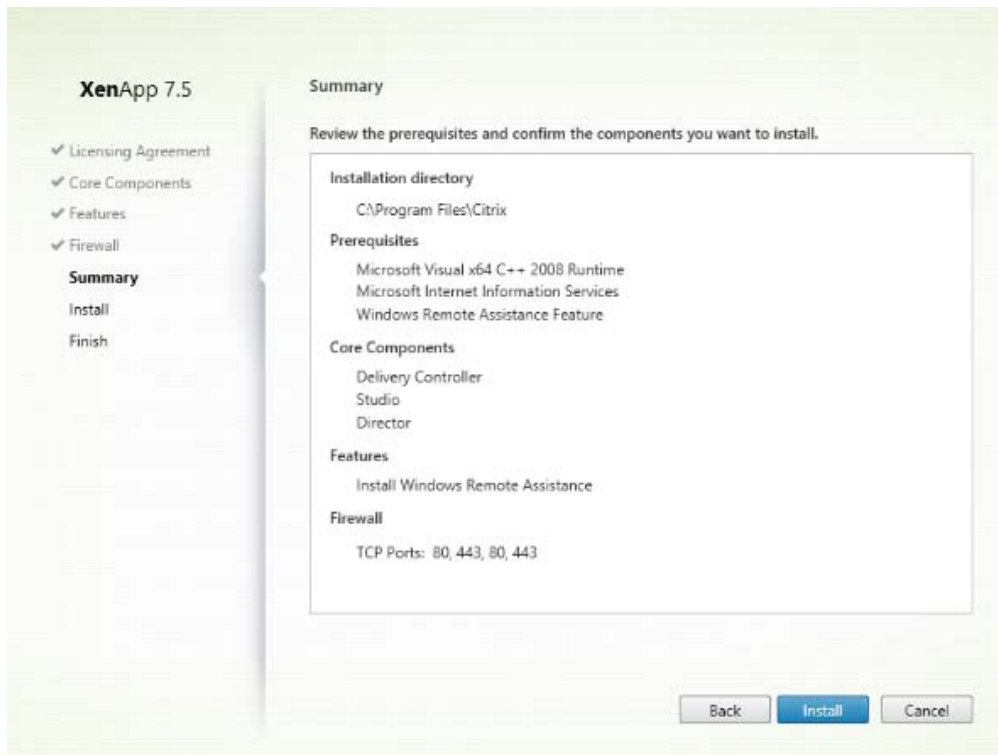 XenApp 7.5
✔ Licensing Agreement
✔ Core Components
✔ Features
✔ Firewall
Summary
Install
Finish
Summary
Review the prerequisites and confirm the components you want to install.
Installation directory
C:\Program Files\Citrix
Prerequisites
Microsoft Visual x64 C++ 2008 Runtime
Microsoft Internet Information Services
Windows Remote Assistance Feature
Core Components
Delivery Controller
Studio
Director
Features
Install Windows Remote Assistance
Firewall
TCP Ports: 80, 443, 80, 443
Back Install Cancel